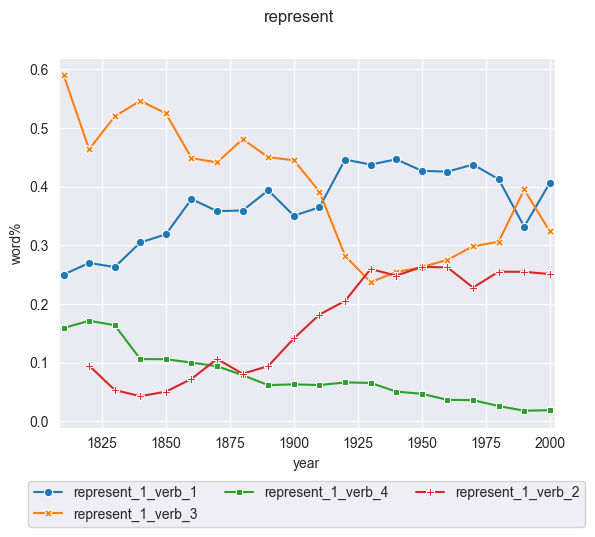 represent
0.6
0.5
0.4
0.3
0.2
0.1
0.0
word%
1825 1850 1875 1900 1925 1950 1975 2000
year
represent_1_verb_1 represent_1_verb_4 represent_1_verb_2
represent_1_verb_3